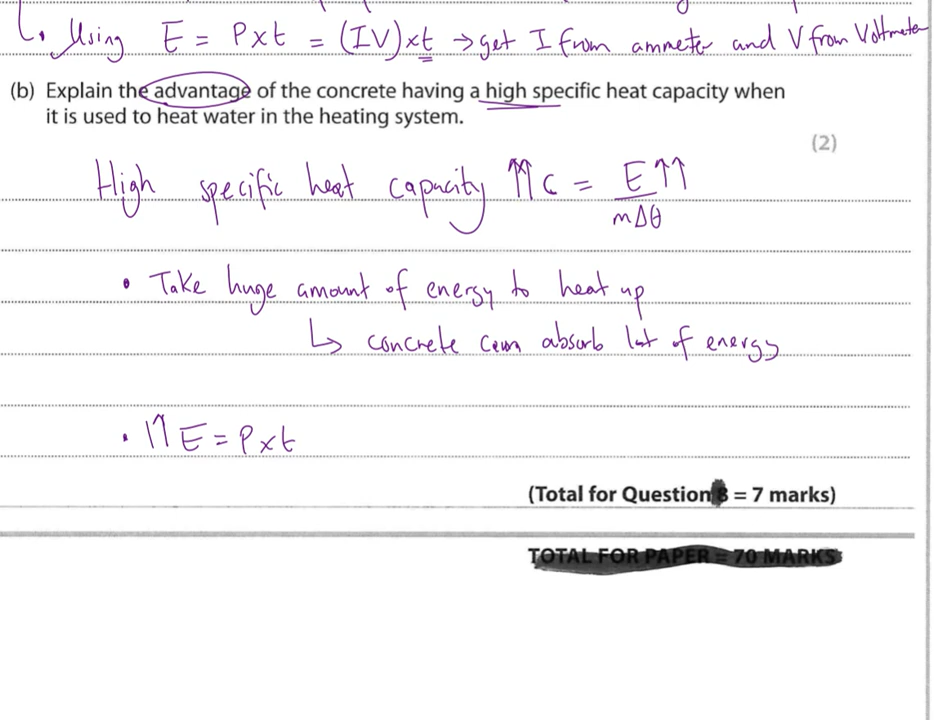 ↳. Using E = P x t = (IV) x t → get I from ammeter and V from Voltmeter
(b) Explain the advantage of the concrete having a high specific heat capacity when
it is used to heat water in the heating system.
(2)
High specific heat capacity ↑↑ c = E↑↑
mΔθ
• Take huge amount of energy to heat up
↳ concrete can absorb lot of energy
• ↑↑ E = P x t
(Total for Question 8 = 7 marks)
TOTAL FOR PAPER = 70 MARKS